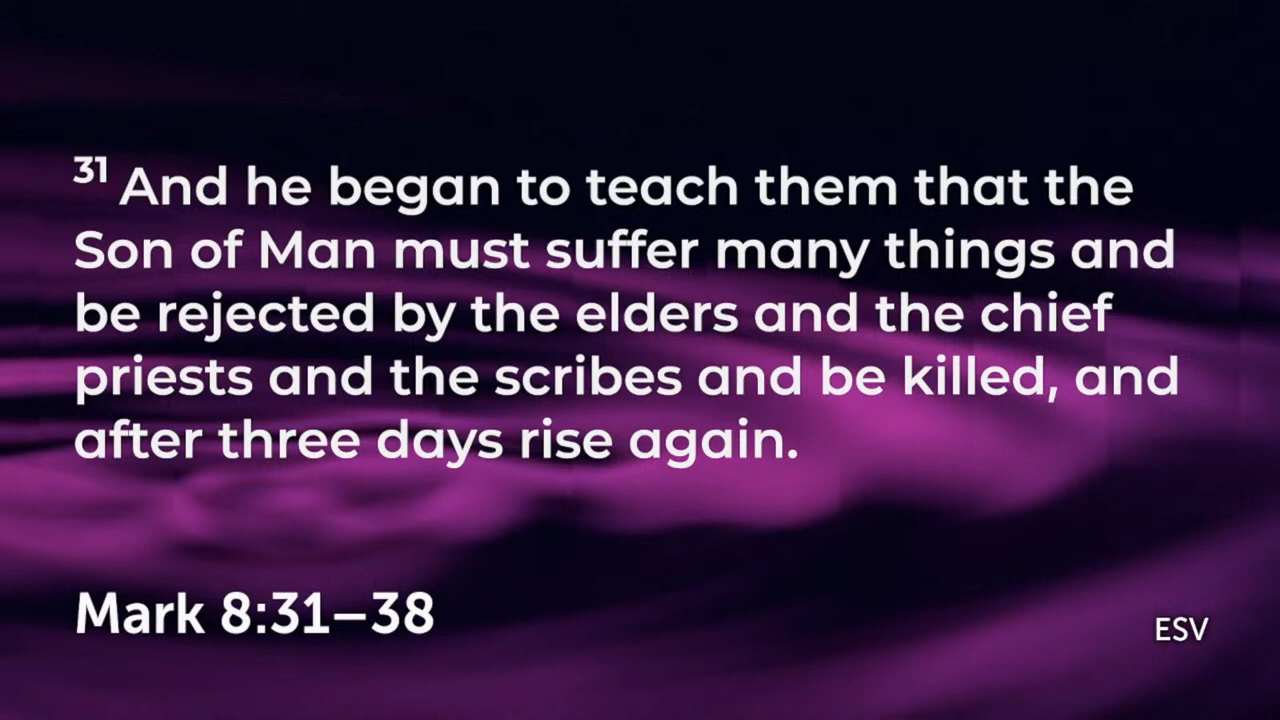 31 And he began to teach them that the
Son of Man must suffer many things and
be rejected by the elders and the chief
priests and the scribes and be killed, and
after three days rise again.
Mark 8:31–38
ESV